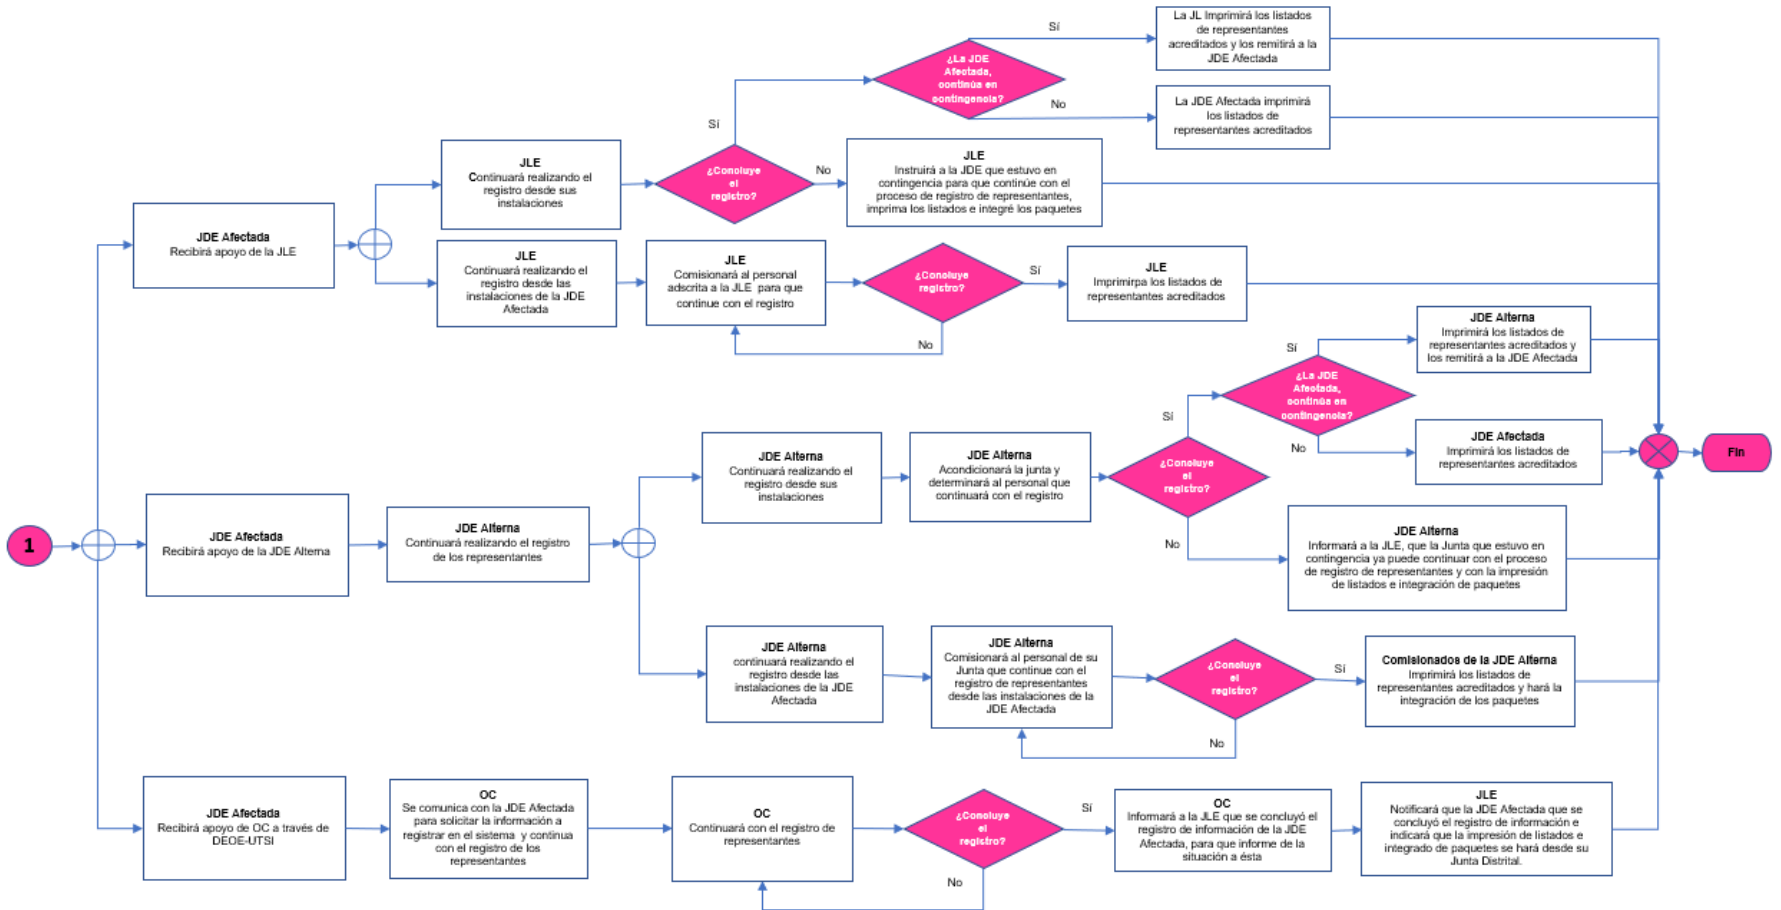 La JL Imprimirá los listados
de representantes
acreditados y los remitirá a la
JDE Afectada
Sí
¿La JDE
Afectada,
continúa en
contingencia?
No
La JDE Afectada imprimirá
los listados de
representantes acreditados
Sí
JLE
Continuará realizando el
registro desde sus
instalaciones
¿Concluye
el
registro?
No
JLE
Instruirá a la JDE que estuvo en
contingencia para que continúe con el
proceso de registro de representantes,
imprima los listados e integré los paquetes
JDE Afectada
Recibirá apoyo de la JLE
JLE
Continuará realizando el
registro desde las
instalaciones de la JDE
Afectada
JLE
Comisionará al personal
adscrita a la JLE para que
continue con el registro
¿Concluye
registro?
Sí
No
JLE
Imprimirpa los listados de
representantes acreditados
JDE Alterna
Imprimirá los listados de
representantes acreditados y
los remitirá a la JDE Afectada
Sí
¿La JDE
Afectada,
continúa en
contingencia?
No
JDE Afectada
Imprimirá los listados de
representantes acreditados
Sí
JDE Alterna
Continuará realizando el
registro desde sus
instalaciones
JDE Alterna
Acondicionará la junta y
determinará al personal que
continuará con el registro
¿Concluye
el
registro?
No
Fin
1
JDE Afectada
Recibirá apoyo de la JDE Alterna
JDE Alterna
Continuará realizando el registro
de los representantes
JDE Alterna
Informará a la JLE, que la Junta que estuvo en
contingencia ya puede continuar con el proceso
de registro de representantes y con la impresión
de listados e integración de paquetes
JDE Alterna
continuará realizando el
registro desde las
instalaciones de la JDE
Afectada
JDE Alterna
Comisionará al personal de su
Junta que continue con el
registro de representantes
desde las instalaciones de la
JDE Afectada
¿Concluye
el
registro?
Sí
No
Comisionados de la JDE Alterna
Imprimirá los listados de
representantes acreditados y hará la
integración de los paquetes
JDE Afectada
Recibirá apoyo de OC a través de
DEOE-UTSI
OC
Se comunica con la JDE Afectada
para solicitar la información a
registrar en el sistema y continua
con el registro de los
representantes
OC
Continuará con el registro de
representantes
¿Concluye
el
registro?
Sí
No
OC
Informará a la JLE que se concluyó el
registro de información de la JDE
Afectada, para que informe de la
situación a ésta
JLE
Notificará que la JDE Afectada que se
concluyó el registro de información e
indicará que la impresión de listados e
integrado de paquetes se hará desde su
Junta Distrital.